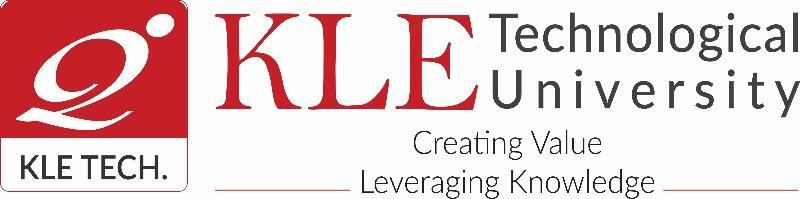 KLE TECH.
KLE Technological
University
Creating Value
Leveraging Knowledge